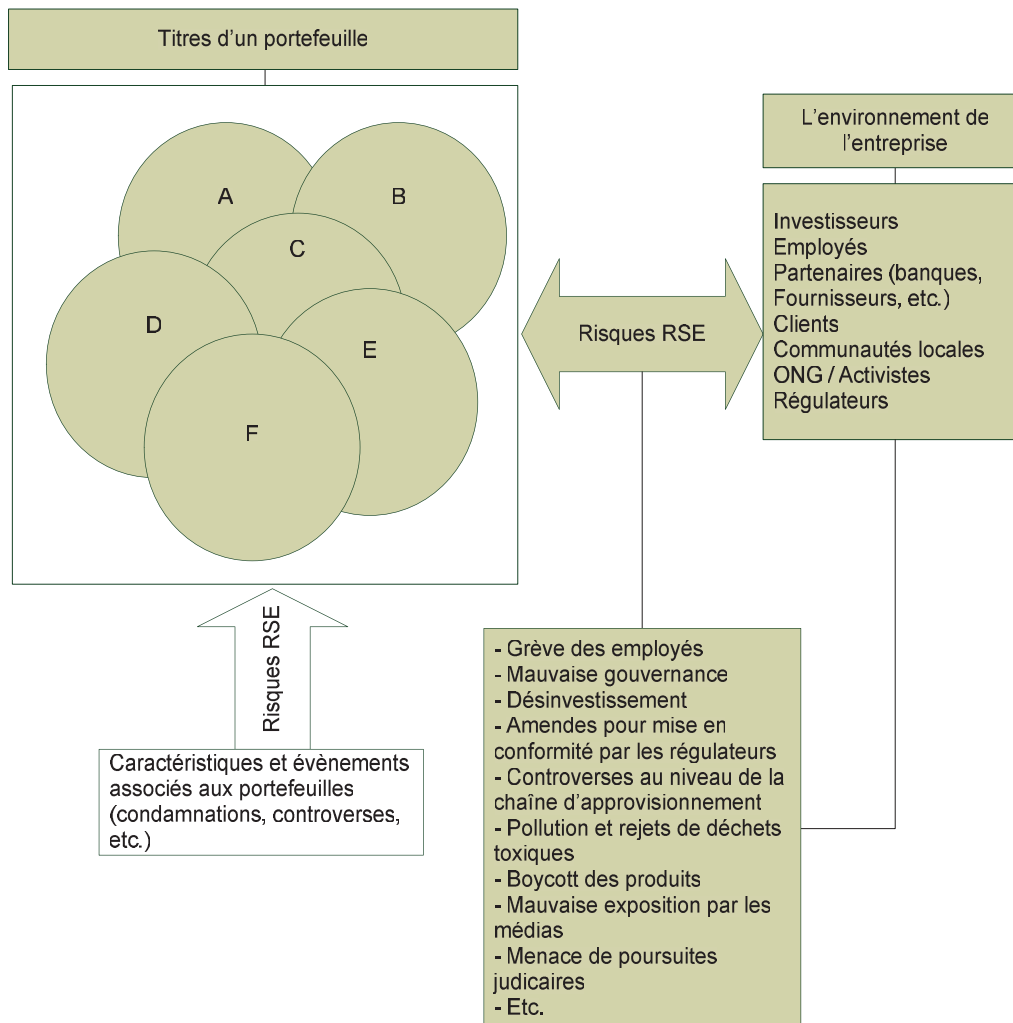 Titres d’un portefeuille
A
B
C
D
E
F
Risques RSE
L’environnement de
l’entreprise
Investisseurs
Employés
Partenaires (banques,
Fournisseurs, etc.)
Clients
Communautés locales
ONG / Activistes
Régulateurs
Risques RSE
Caractéristiques et évènements
associés aux portefeuilles
(condamnations, controverses,
etc.)
- Grève des employés
- Mauvaise gouvernance
- Désinvestissement
- Amendes pour mise en
conformité par les régulateurs
- Controverses au niveau de la
chaîne d’approvisionnement
- Pollution et rejets de déchets
toxiques
- Boycott des produits
- Mauvaise exposition par les
médias
- Menace de poursuites
judicaires
- Etc.